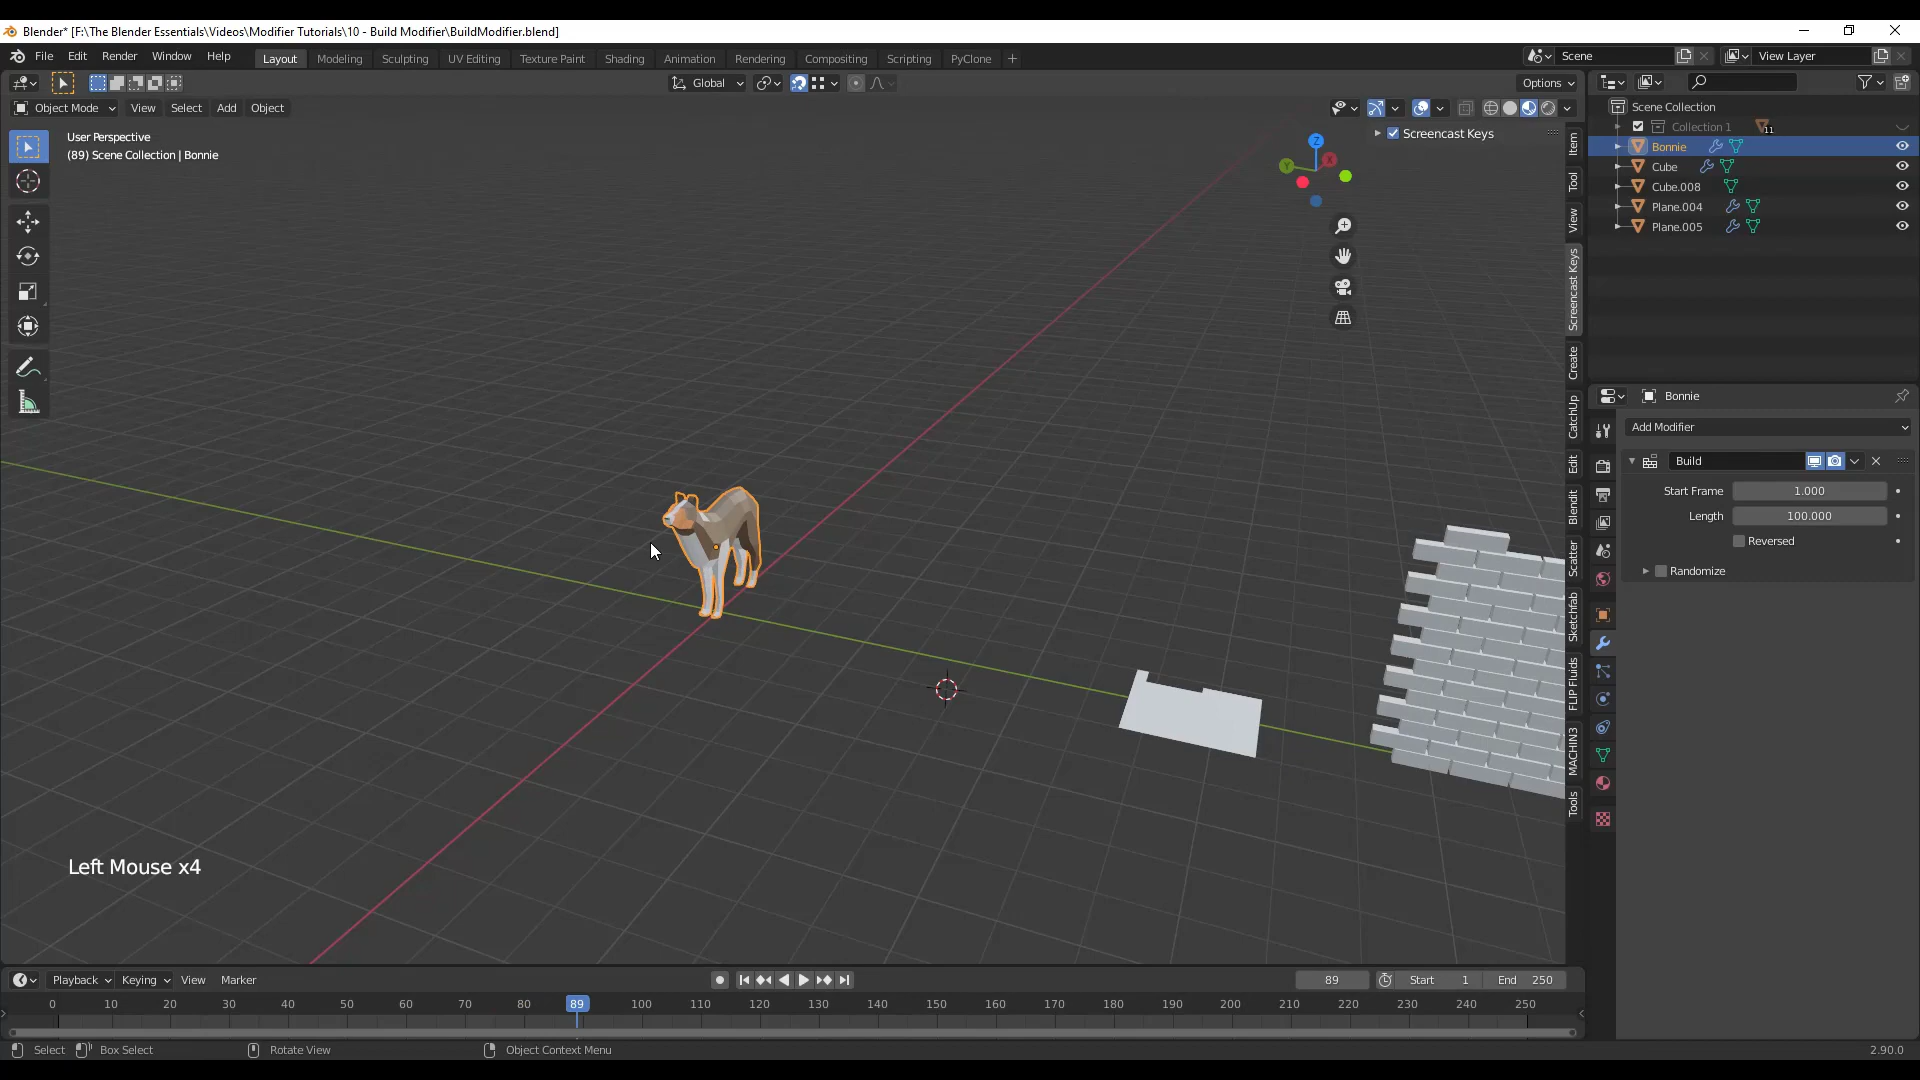 Blender* [F:\The Blender Essentials\Videos\Modifier Tutorials\10 - Build Modifier\BuildModifier.blend]
File Edit Render Window Help Layout Modeling Sculpting UV Editing Texture Paint Shading Animation Rendering Compositing Scripting PyClone + Scene View Layer
Global Options
Object Mode View Select Add Object
User Perspective
(89) Scene Collection | Bonnie
Screencast Keys
Z
Y
X
Item
Tool
View
Screencast Keys
Create
CatchUp
Edit
Blendit
Scatter
Sketchfab
FLIP Fluids
MACHIN3
Tools
Scene Collection
Collection 1 11
Bonnie
Cube
Cube.008
Plane.004
Plane.005
Bonnie
Add Modifier
Build
Start Frame 1.000
Length 100.000
Reversed
Randomize
Left Mouse x4
Playback Keying View Marker 89 Start 1 End 250
0 10 20 30 40 50 60 70 80 89 100 110 120 130 140 150 160 170 180 190 200 210 220 230 240 250
Select Box Select Rotate View Object Context Menu 2.90.0